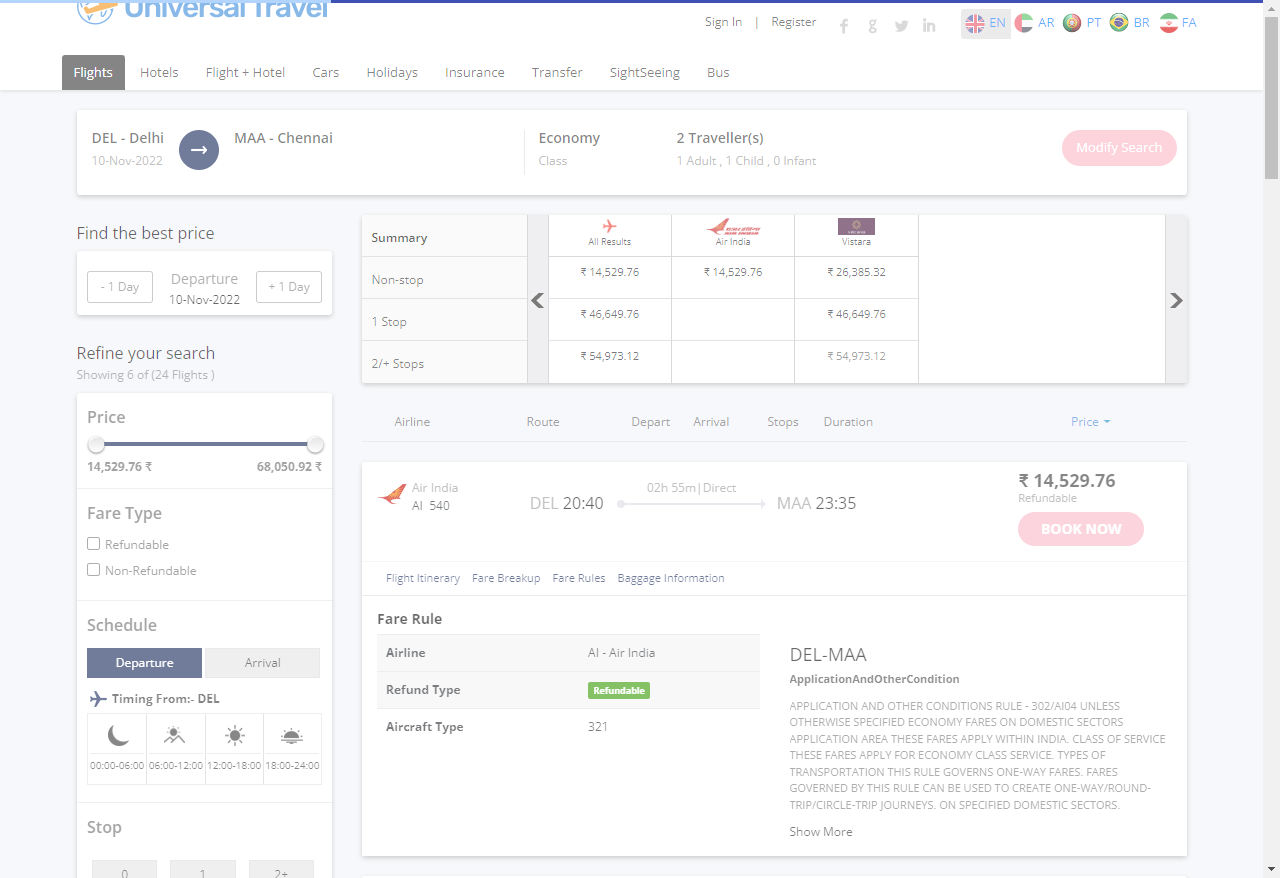 Universal Travel
Sign In | Register
EN AR PT BR FA
Flights Hotels Flight + Hotel Cars Holidays Insurance Transfer SightSeeing Bus
DEL - Delhi
10-Nov-2022
MAA - Chennai
Economy
Class
2 Traveller(s)
1 Adult , 1 Child , 0 Infant
Modify Search
Find the best price
- 1 Day
Departure
10-Nov-2022
+ 1 Day
Refine your search
Showing 6 of (24 Flights )
Price
14,529.76 ₹ 68,050.92 ₹
Fare Type
Refundable
Non-Refundable
Schedule
Departure Arrival
Timing From:- DEL
00:00-06:00 06:00-12:00 12:00-18:00 18:00-24:00
Stop
0 1 2+
Summary All Results Air India Vistara
Non-stop ₹ 14,529.76 ₹ 14,529.76 ₹ 26,385.32
1 Stop ₹ 46,649.76 ₹ 46,649.76
2/+ Stops ₹ 54,973.12 ₹ 54,973.12
Airline Route Depart Arrival Stops Duration Price
Air India
AI 540
DEL 20:40
02h 55m|Direct
MAA 23:35
₹ 14,529.76
Refundable
BOOK NOW
Flight Itinerary Fare Breakup Fare Rules Baggage Information
Fare Rule
Airline AI - Air India
Refund Type Refundable
Aircraft Type 321
DEL-MAA
ApplicationAndOtherCondition
APPLICATION AND OTHER CONDITIONS RULE - 302/AI04 UNLESS
OTHERWISE SPECIFIED ECONOMY FARES ON DOMESTIC SECTORS
APPLICATION AREA THESE FARES APPLY WITHIN INDIA. CLASS OF SERVICE
THESE FARES APPLY FOR ECONOMY CLASS SERVICE. TYPES OF
TRANSPORTATION THIS RULE GOVERNS ONE-WAY FARES. FARES
GOVERNED BY THIS RULE CAN BE USED TO CREATE ONE-WAY/ROUND-
TRIP/CIRCLE-TRIP JOURNEYS. ON SPECIFIED DOMESTIC SECTORS.
Show More